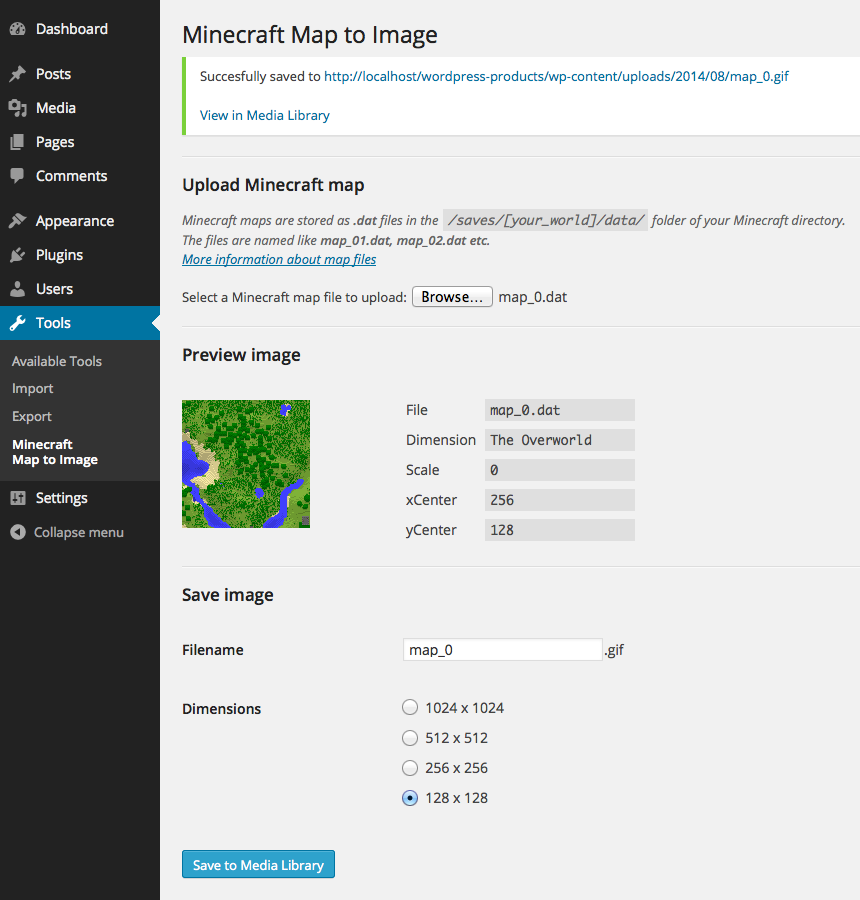 Dashboard
Posts
Media
Pages
Comments
Appearance
Plugins
Users
Tools
Available Tools
Import
Export
Minecraft
Map to Image
Settings
Collapse menu
Minecraft Map to Image
Succesfully saved to http://localhost/wordpress-products/wp-content/uploads/2014/08/map_0.gif
View in Media Library
Upload Minecraft map
Minecraft maps are stored as .dat files in the /saves/[your_world]/data/ folder of your Minecraft directory.
The files are named like map_01.dat, map_02.dat etc.
More information about map files
Select a Minecraft map file to upload: Browse... map_0.dat
Preview image
File map_0.dat
Dimension The Overworld
Scale 0
xCenter 256
yCenter 128
Save image
Filename map_0 .gif
Dimensions 1024 x 1024
512 x 512
256 x 256
128 x 128
Save to Media Library